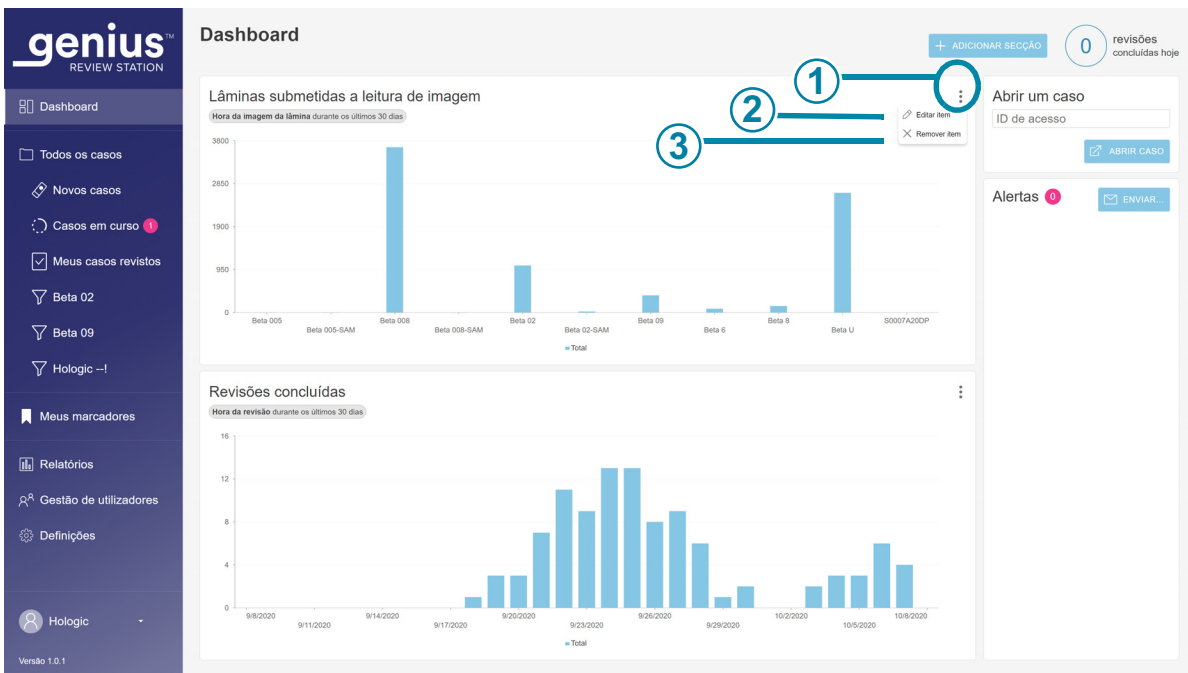 genius™
REVIEW STATION
Dashboard
Todos os casos
Novos casos
Casos em curso 1
Meus casos revistos
Beta 02
Beta 09
Hologic --!
Meus marcadores
Relatórios
Gestão de utilizadores
Definições
Hologic
Versão 1.0.1
Dashboard
+ ADICIONAR SECÇÃO
0
revisões
concluídas hoje
1
2
3
Lâminas submetidas a leitura de imagem
Hora da imagem da lâmina durante os últimos 30 dias
Editar item
Remover item
3800
2850
1900
950
0
Beta 005
Beta 005-SAM
Beta 008
Beta 008-SAM
Beta 02
Beta 02-SAM
Beta 09
Beta 6
Beta 8
Beta U
S0007A20DP
Total
Revisões concluídas
Hora da revisão durante os últimos 30 dias
16
12
8
4
0
9/8/2020
9/11/2020
9/14/2020
9/17/2020
9/20/2020
9/23/2020
9/26/2020
9/29/2020
10/2/2020
10/5/2020
10/8/2020
Total
Abrir um caso
ID de acesso
ABRIR CASO
Alertas 0
ENVIAR...